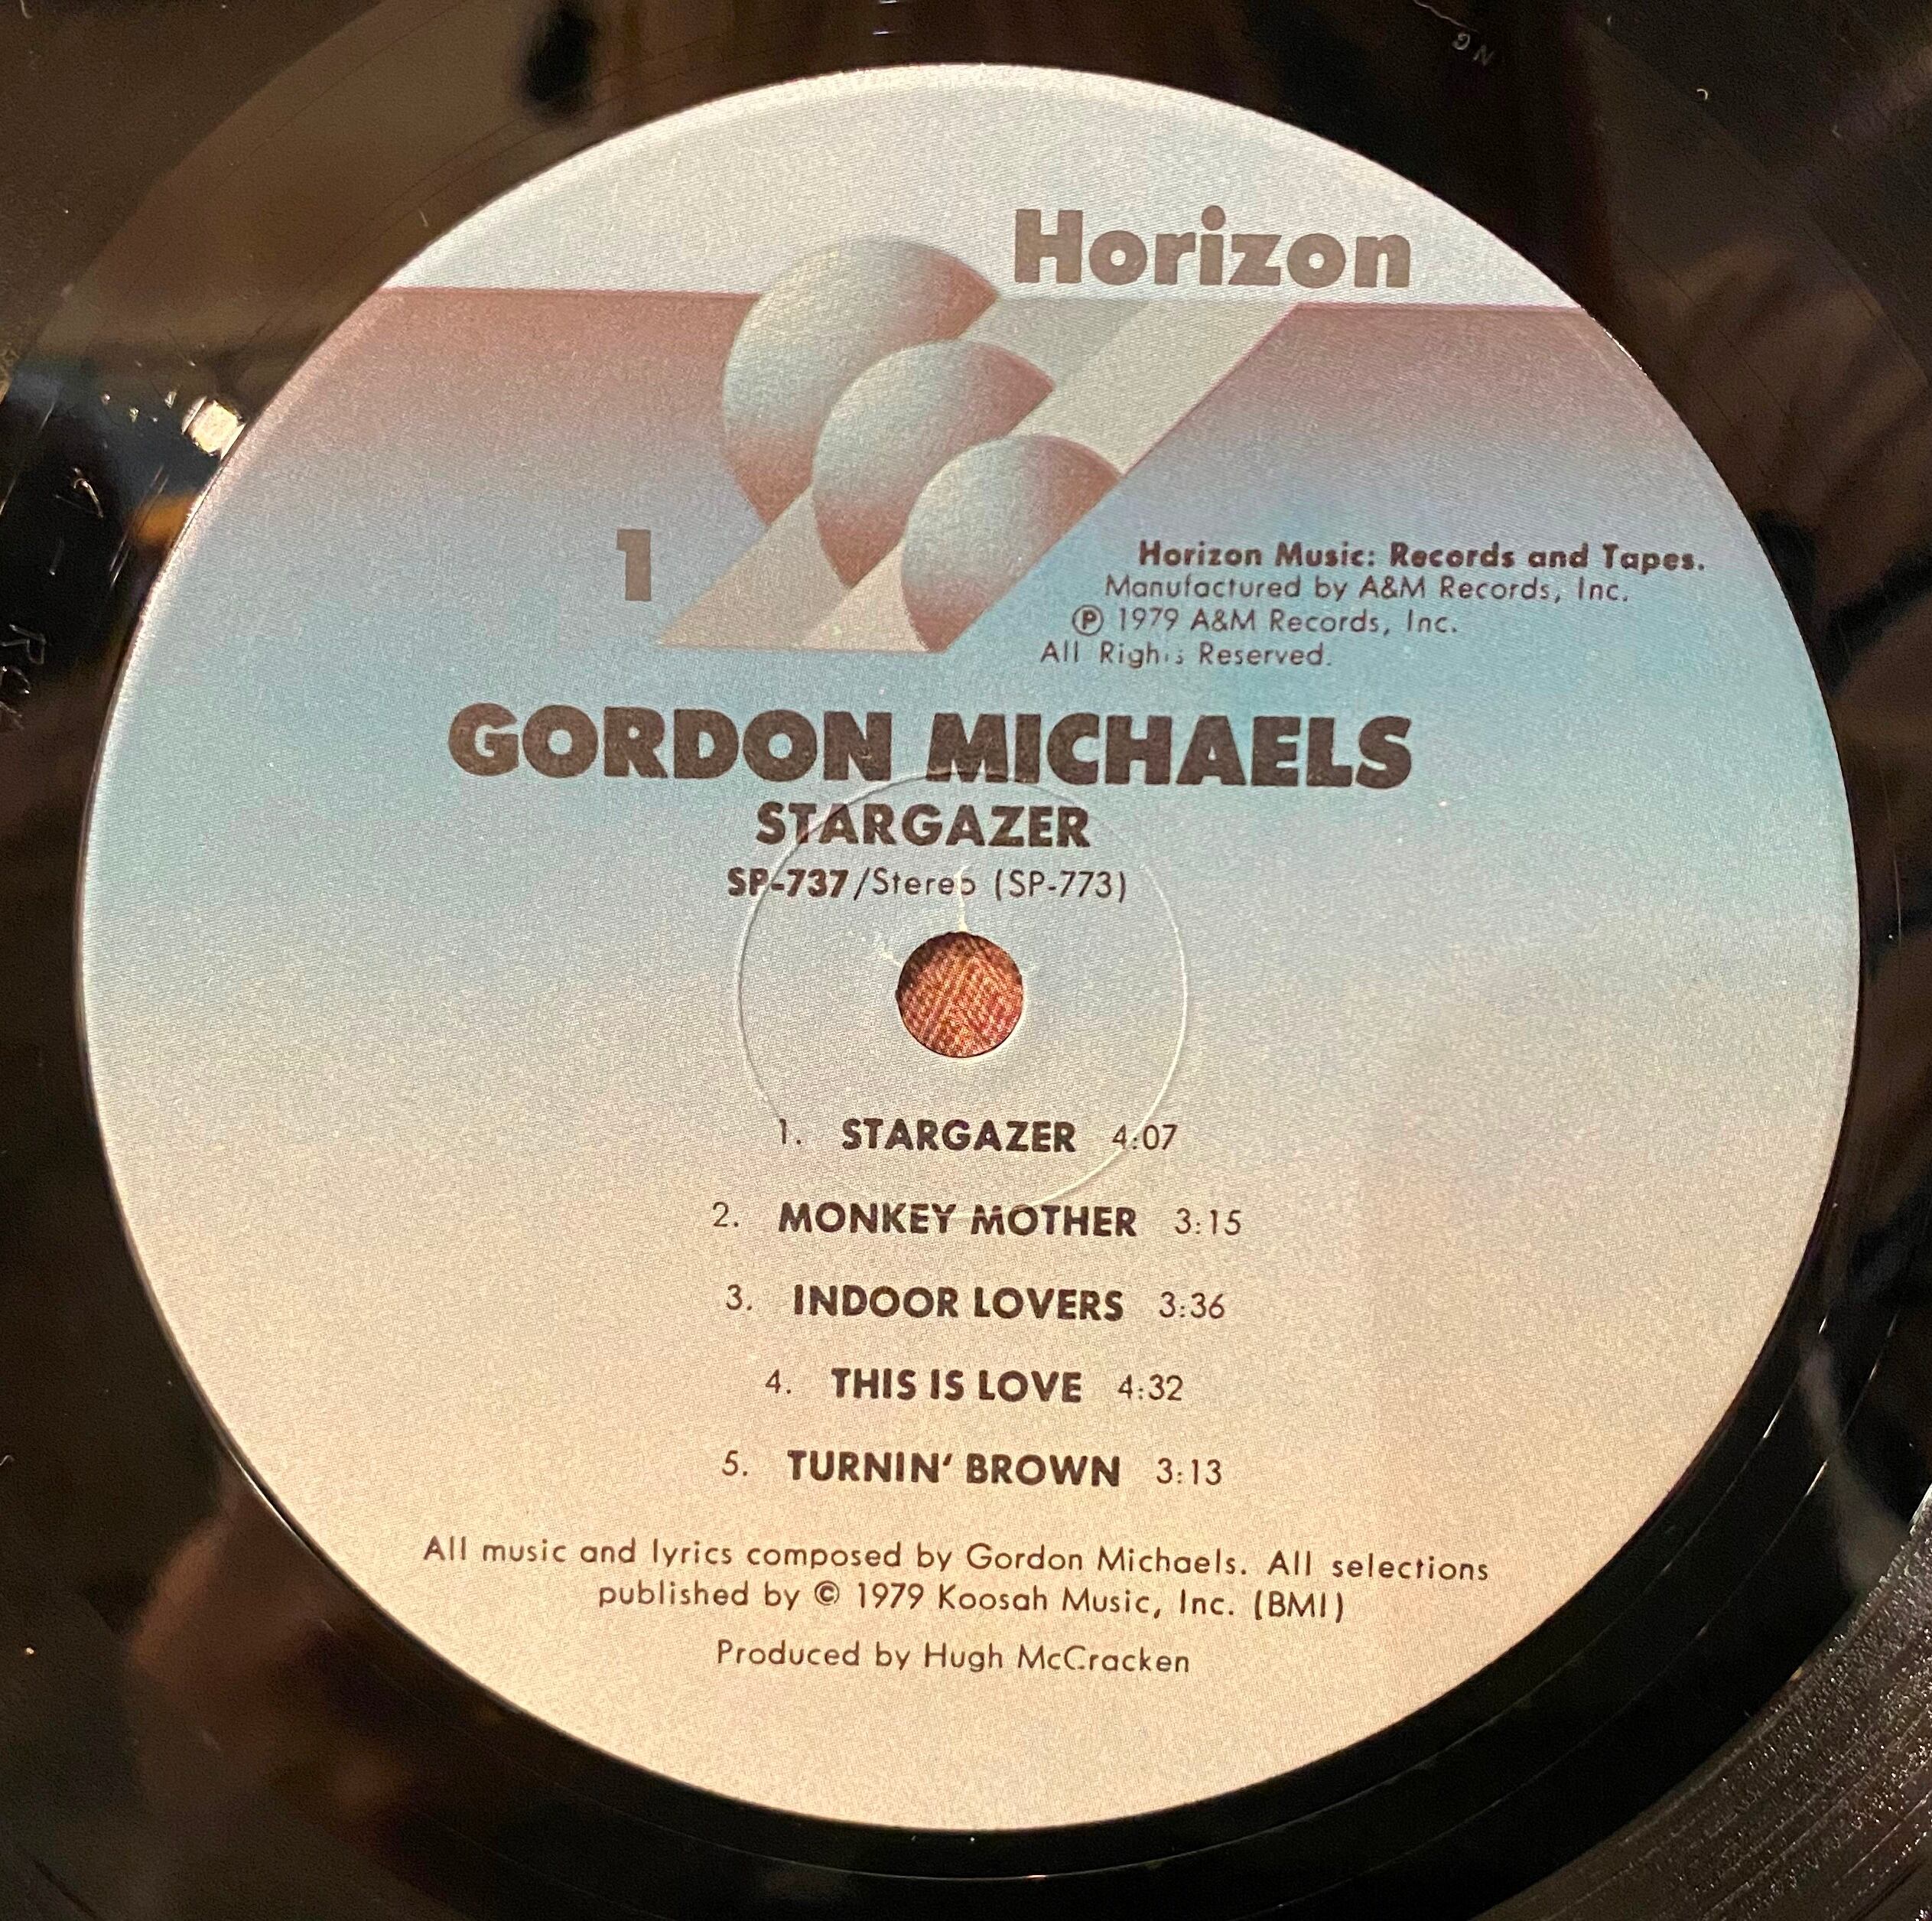 Horizon
1
Horizon Music: Records and Tapes.
Manufactured by A&M Records, Inc.
℗ 1979 A&M Records, Inc.
All Rights Reserved.
GORDON MICHAELS
STARGAZER
SP-737/Stereo (SP-773)
1. STARGAZER 4:07
2. MONKEY MOTHER 3:15
3. INDOOR LOVERS 3:36
4. THIS IS LOVE 4:32
5. TURNIN' BROWN 3:13
All music and lyrics composed by Gordon Michaels. All selections
published by © 1979 Koosah Music, Inc. (BMI)
Produced by Hugh McCracken